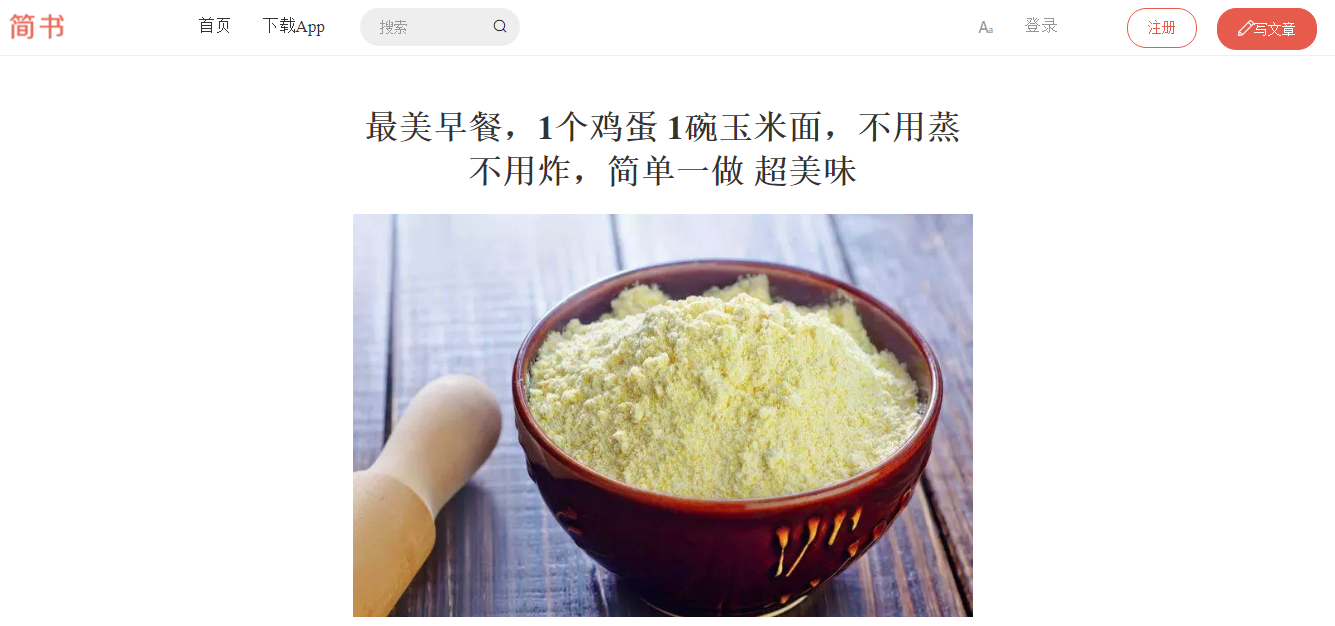 简书 首页 下载App 搜索 Aa 登录 注册 写文章
最美早餐，1个鸡蛋 1碗玉米面，不用蒸
不用炸，简单一做 超美味